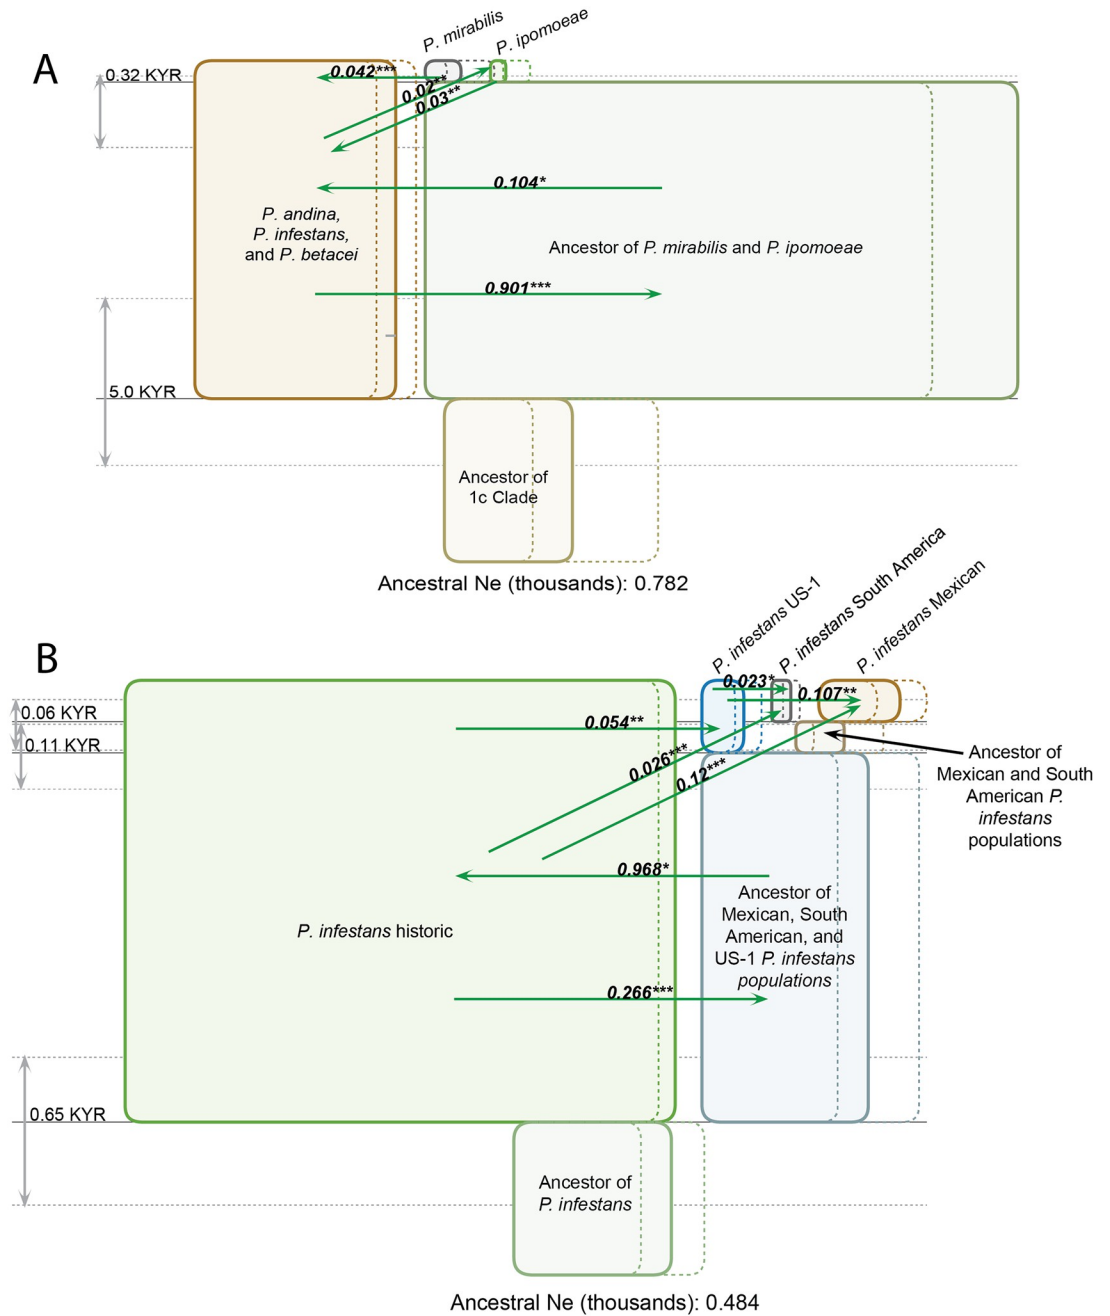 A
P. mirabilis
P. ipomoeae
0.32 KYR
0.042***
0.02**
0.03**
0.104*
P. andina,
P. infestans,
and P. betacei
Ancestor of P. mirabilis and P. ipomoeae
0.901***
5.0 KYR
Ancestor of
1c Clade
Ancestral Ne (thousands): 0.782
B
P. infestans US-1
P. infestans South America
P. infestans Mexican
0.023*
0.107**
0.06 KYR
0.054**
0.11 KYR
0.026***
0.12***
Ancestor of
Mexican and South
American P.
infestans
populations
0.968*
Ancestor of
Mexican, South
American, and
US-1 P. infestans
populations
P. infestans historic
0.266***
0.65 KYR
Ancestor of
P. infestans
Ancestral Ne (thousands): 0.484